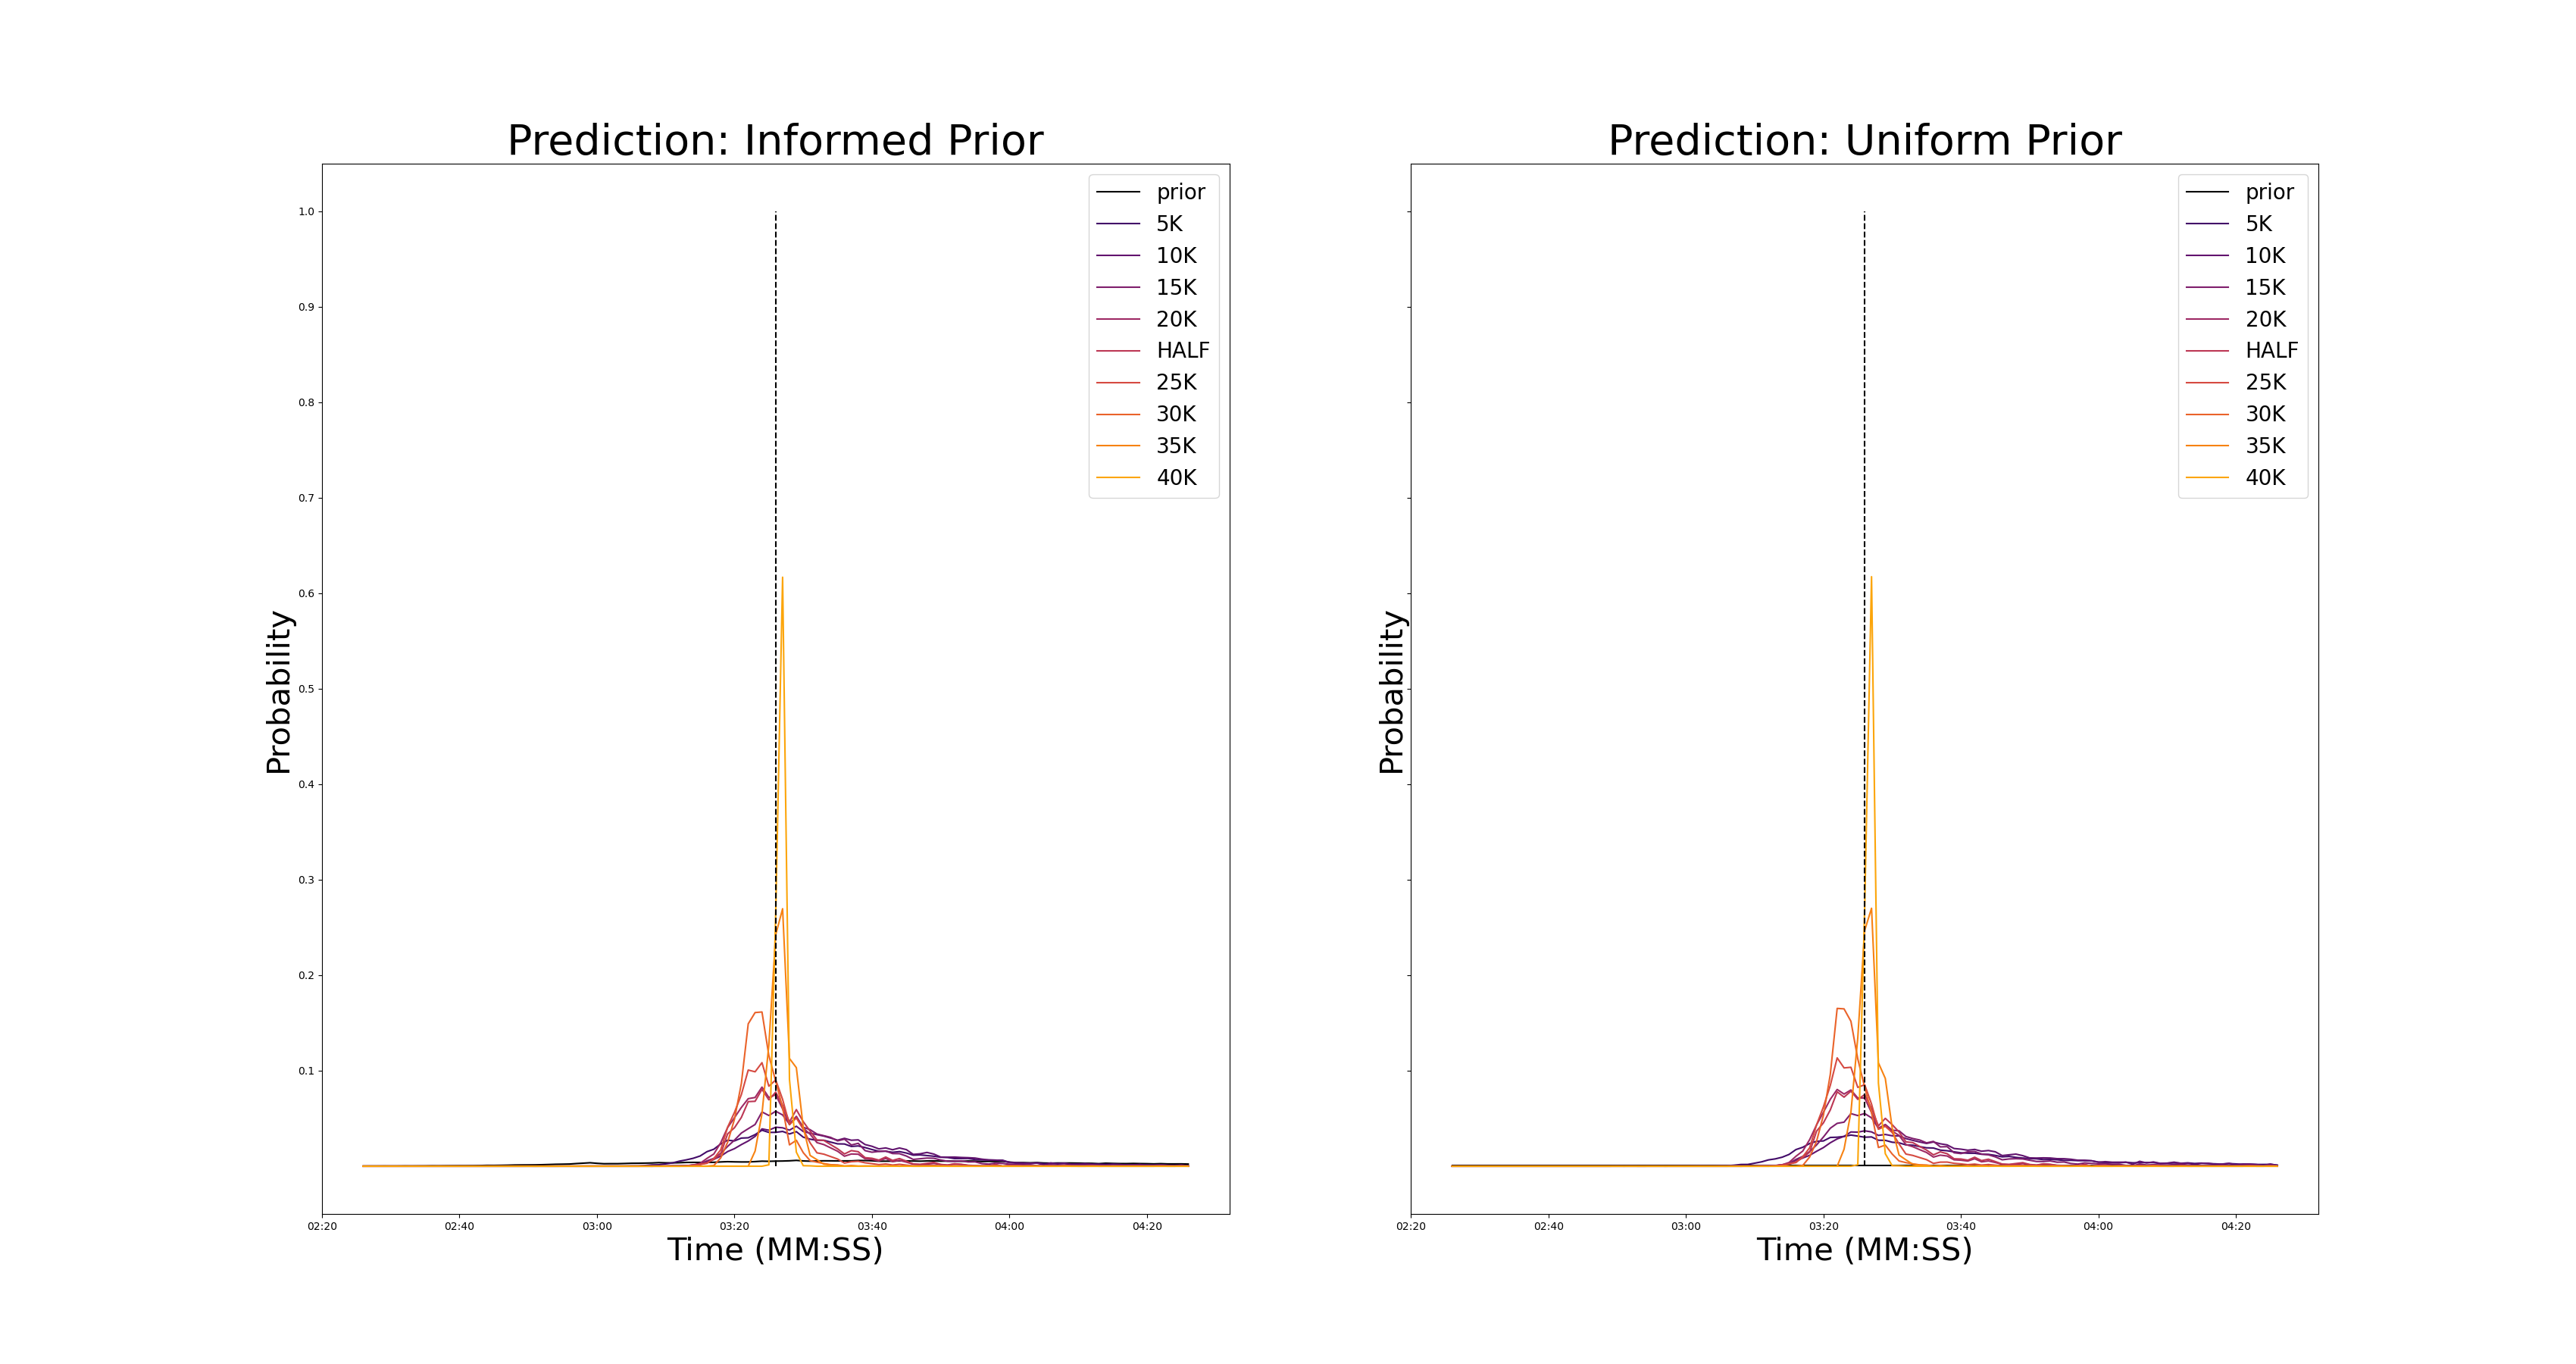 Prediction: Informed Prior
Probability
1.0
0.9
0.8
0.7
0.6
0.5
0.4
0.3
0.2
0.1
prior
5K
10K
15K
20K
HALF
25K
30K
35K
40K
02:20 02:40 03:00 03:20 03:40 04:00 04:20
Time (MM:SS)
Prediction: Uniform Prior
Probability
prior
5K
10K
15K
20K
HALF
25K
30K
35K
40K
02:20 02:40 03:00 03:20 03:40 04:00 04:20
Time (MM:SS)